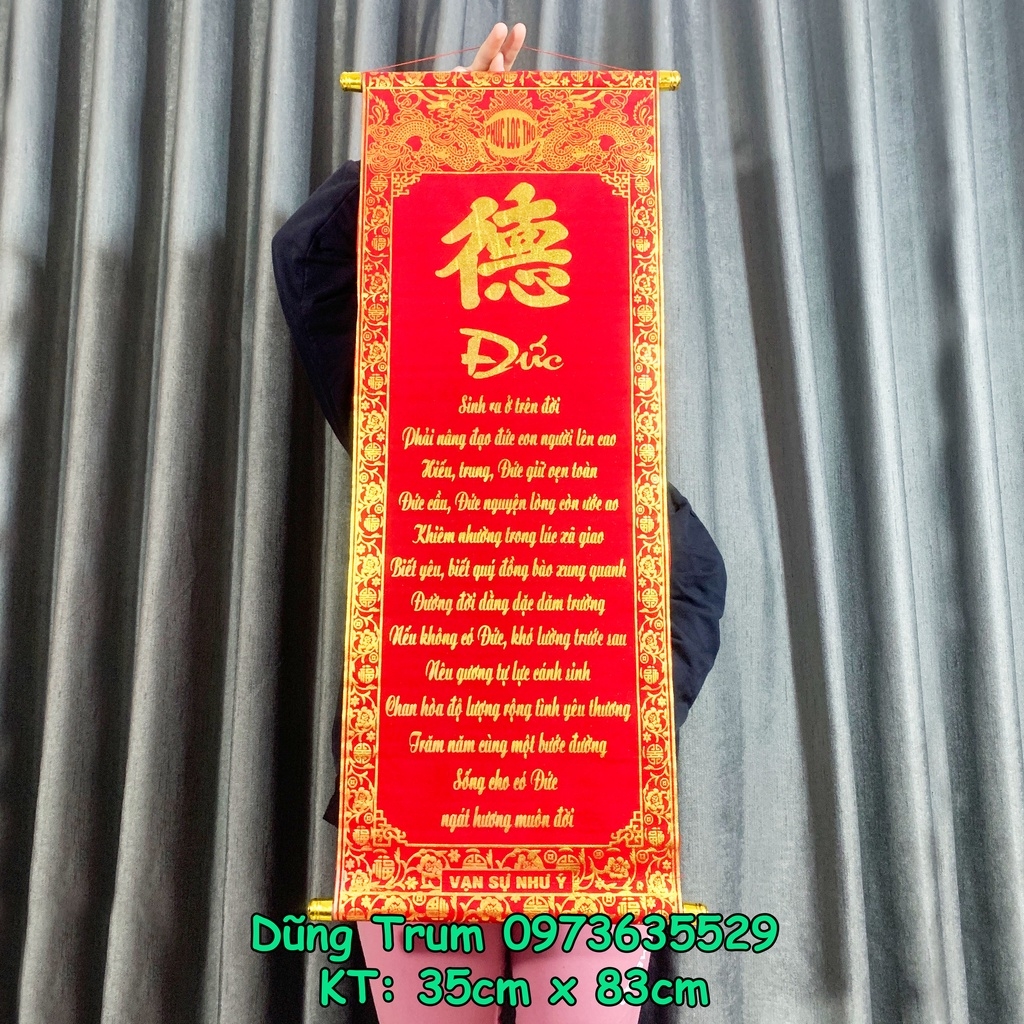 PHÚC LỘC THỌ
德
Đức
Sinh ra ở trên đời
Phải nâng đạo đức con người lên cao
Hiếu, trung, Đức giữ vẹn toàn
Đức cầu, Đức nguyện lòng còn ước ao
Khiêm nhường trong lúc xã giao
Biết yêu, biết quý đồng bào xung quanh
Đường đời dằng dặc dăm trường
Nếu không có Đức, khó lường trước sau
Nêu gương tự lực cánh sinh
Chan hòa độ lượng rộng tình yêu thương
Trăm năm cùng một bước đường
Sống cho có Đức
ngát hương muôn đời
VẠN SỰ NHƯ Ý
Dũng Trum 0973635529
KT: 35cm x 83cm